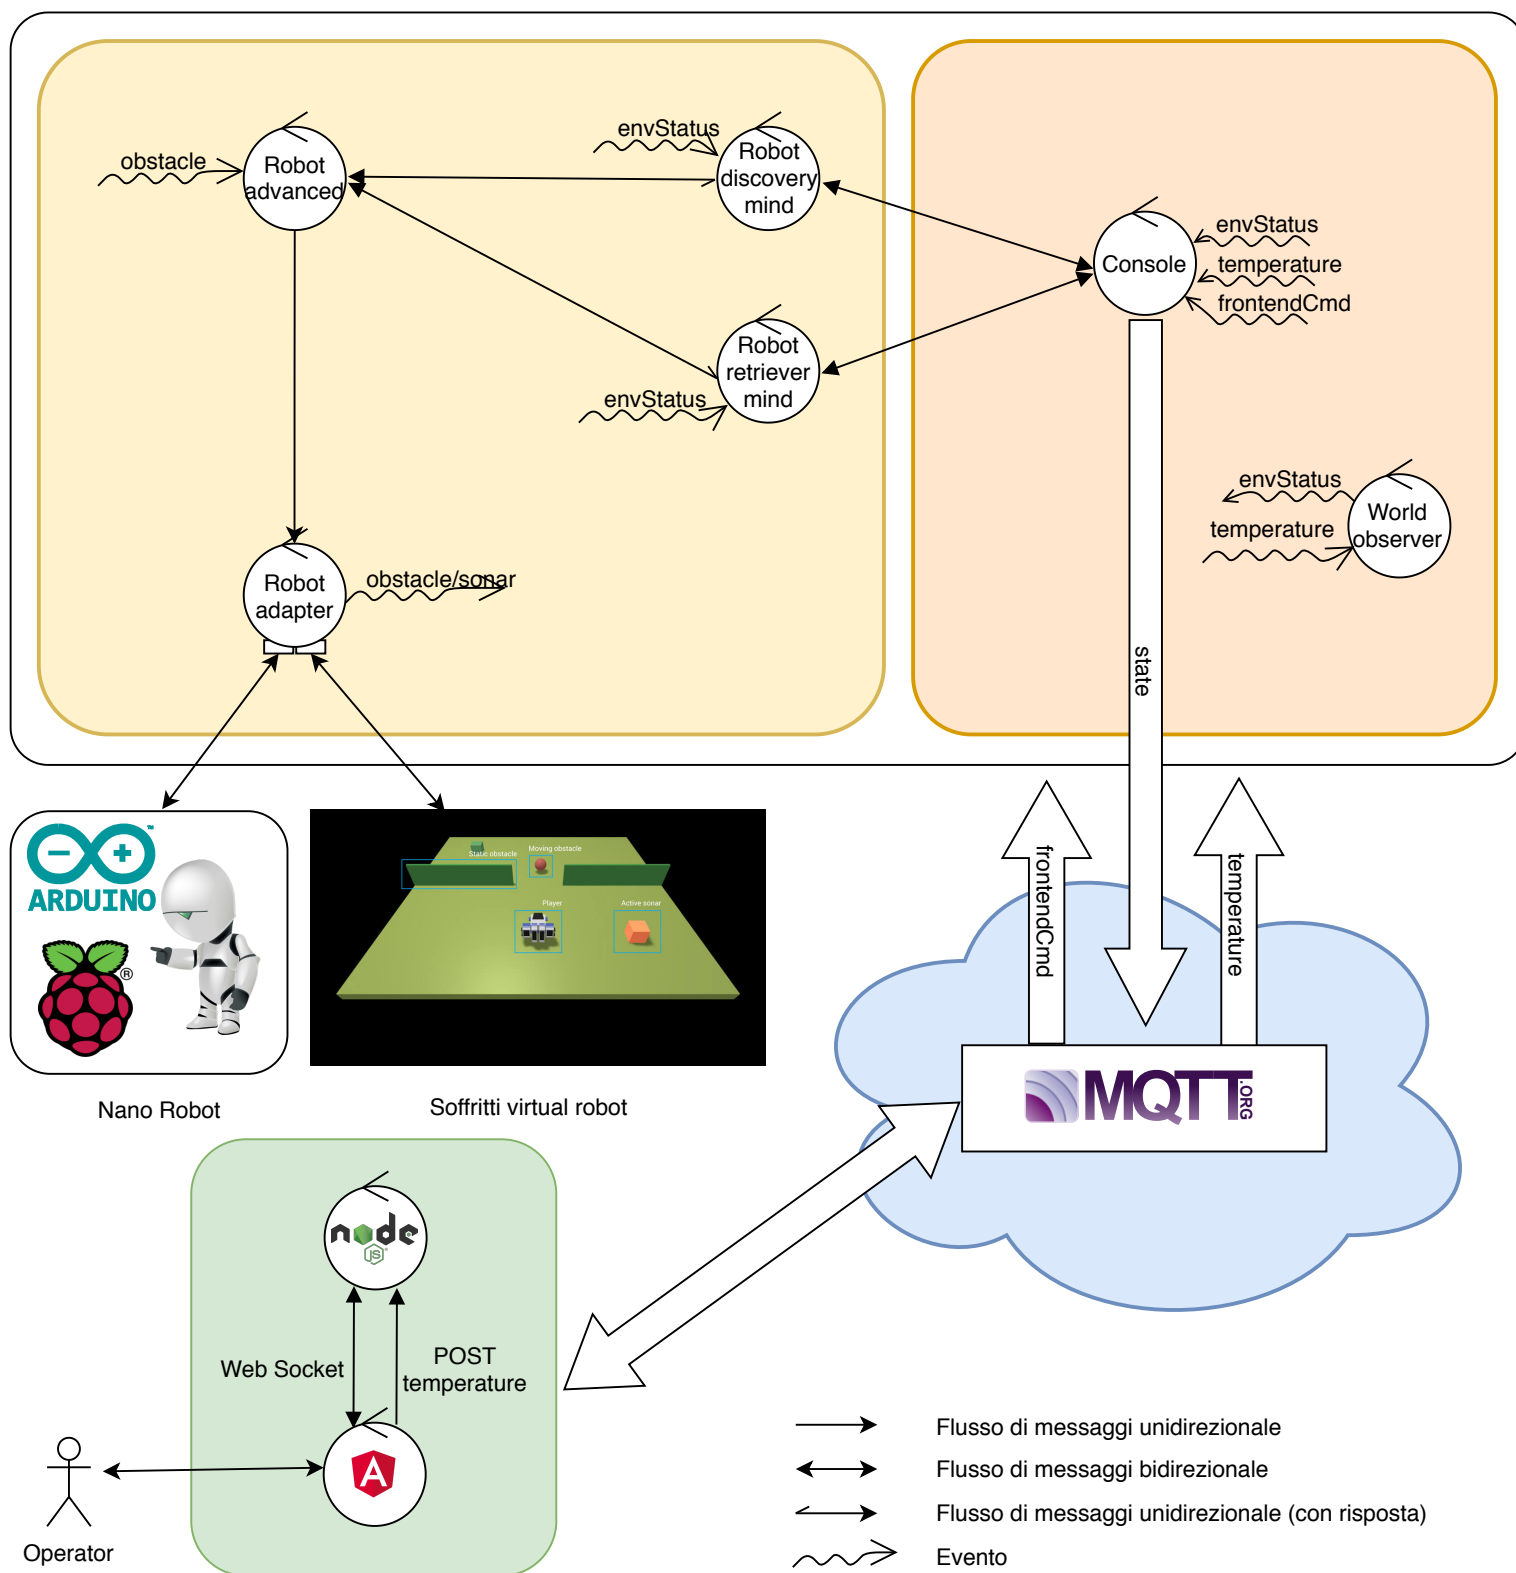 obstacle
Robot
advanced
envStatus
Robot
discovery
mind
Console
envStatus
temperature
frontendCmd
Robot
retriever
mind
envStatus
envStatus
temperature
World
observer
Robot
adapter
obstacle/sonar
state
frontendCmd
temperature
ARDUINO
™
®
Static obstacle
Moving obstacle
Player
Active sonar
Nano Robot
Soffritti virtual robot
MQTT
.ORG
node
JS
Web Socket
POST
temperature
A
Operator
Flusso di messaggi unidirezionale
Flusso di messaggi bidirezionale
Flusso di messaggi unidirezionale (con risposta)
Evento